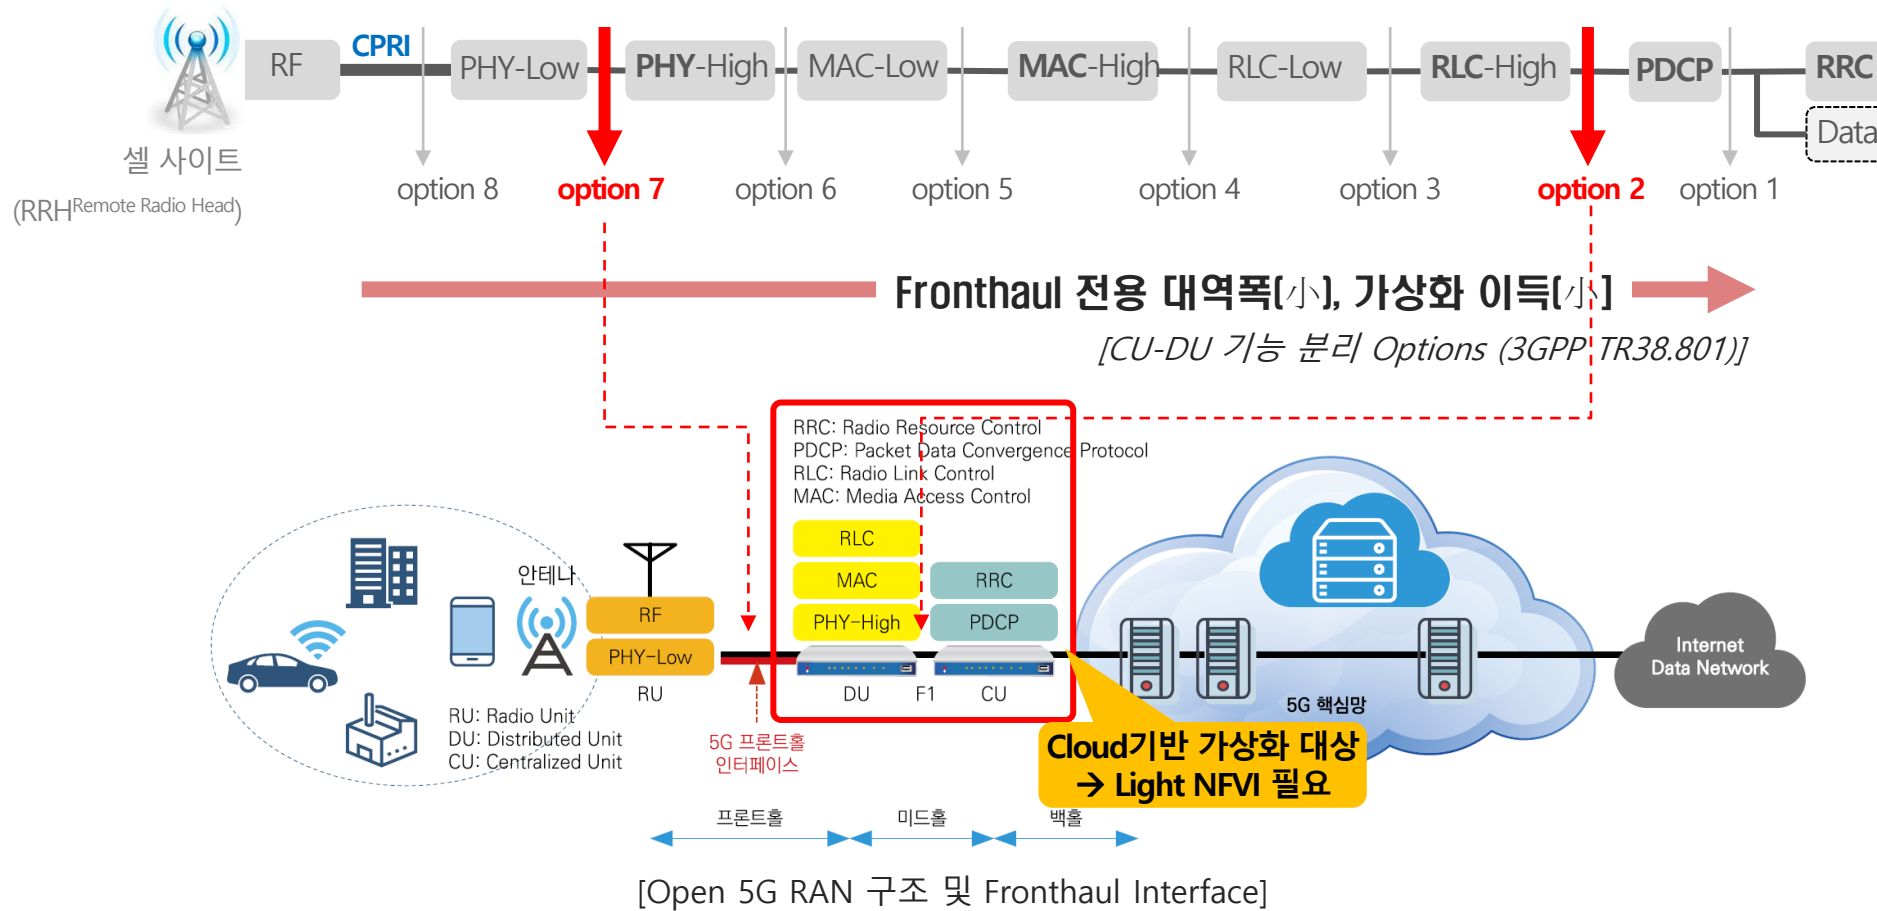 RF CPRI PHY-Low PHY-High MAC-Low MAC-High RLC-Low RLC-High PDCP RRC
Data
셀 사이트
(RRH Remote Radio Head)
option 8 option 7 option 6 option 5 option 4 option 3 option 2 option 1
Fronthaul 전용 대역폭(小), 가상화 이득(小)
[CU-DU 기능 분리 Options (3GPP TR38.801)]
RRC: Radio Resource Control
PDCP: Packet Data Convergence Protocol
RLC: Radio Link Control
MAC: Media Access Control
RLC
MAC RRC
PHY-High PDCP
DU F1 CU
안테나
RF
PHY-Low
RU
RU: Radio Unit
DU: Distributed Unit
CU: Centralized Unit
5G 프론트홀
인터페이스
5G 핵심망
Internet
Data Network
Cloud기반 가상화 대상
→ Light NFVI 필요
프론트홀 미드홀 백홀
[Open 5G RAN 구조 및 Fronthaul Interface]